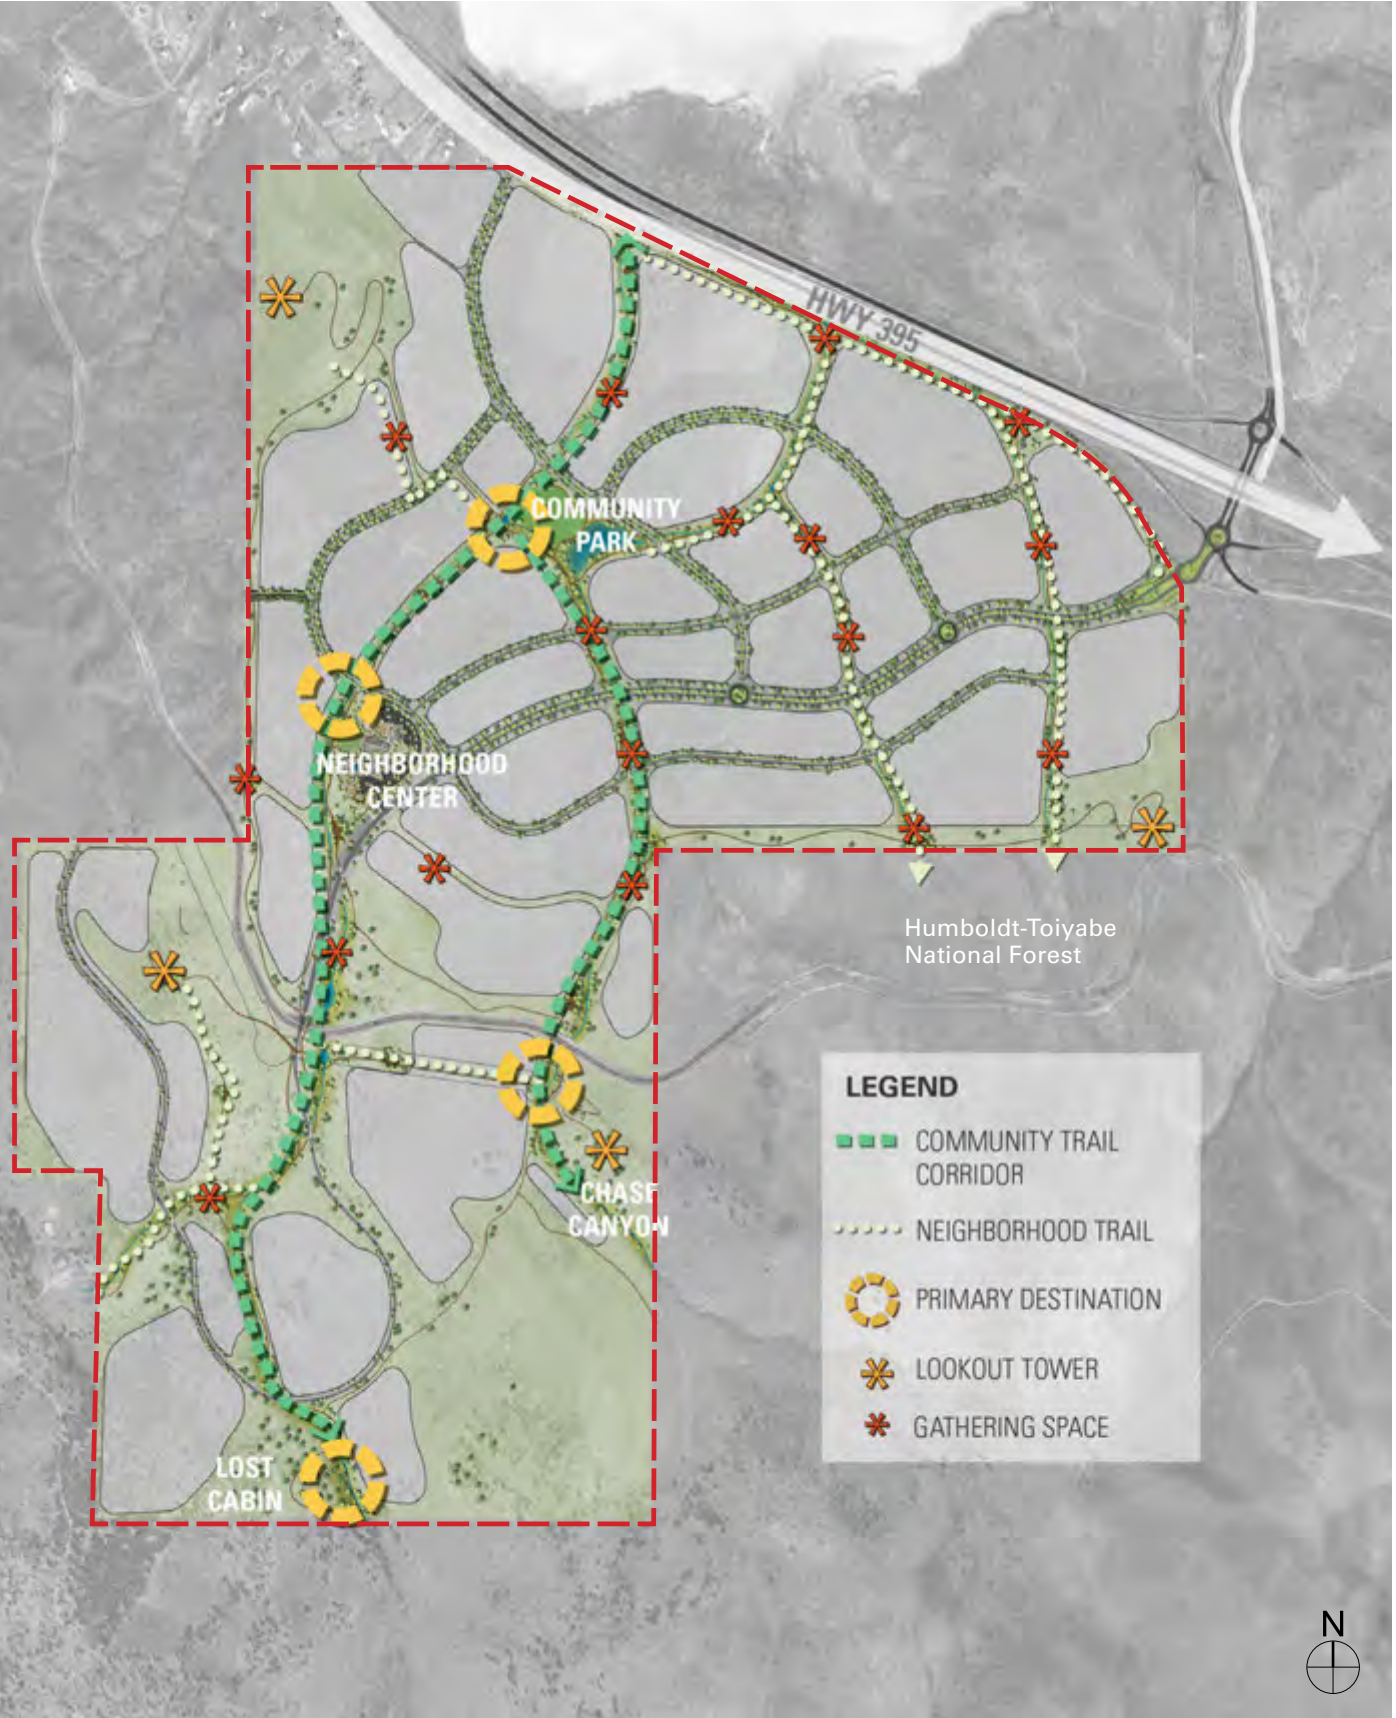 HWY 395
COMMUNITY
PARK
NEIGHBORHOOD
CENTER
Humboldt-Toiyabe
National Forest
LEGEND
COMMUNITY TRAIL
CORRIDOR
NEIGHBORHOOD TRAIL
PRIMARY DESTINATION
LOOKOUT TOWER
GATHERING SPACE
CHASE
CANYON
LOST
CABIN
N